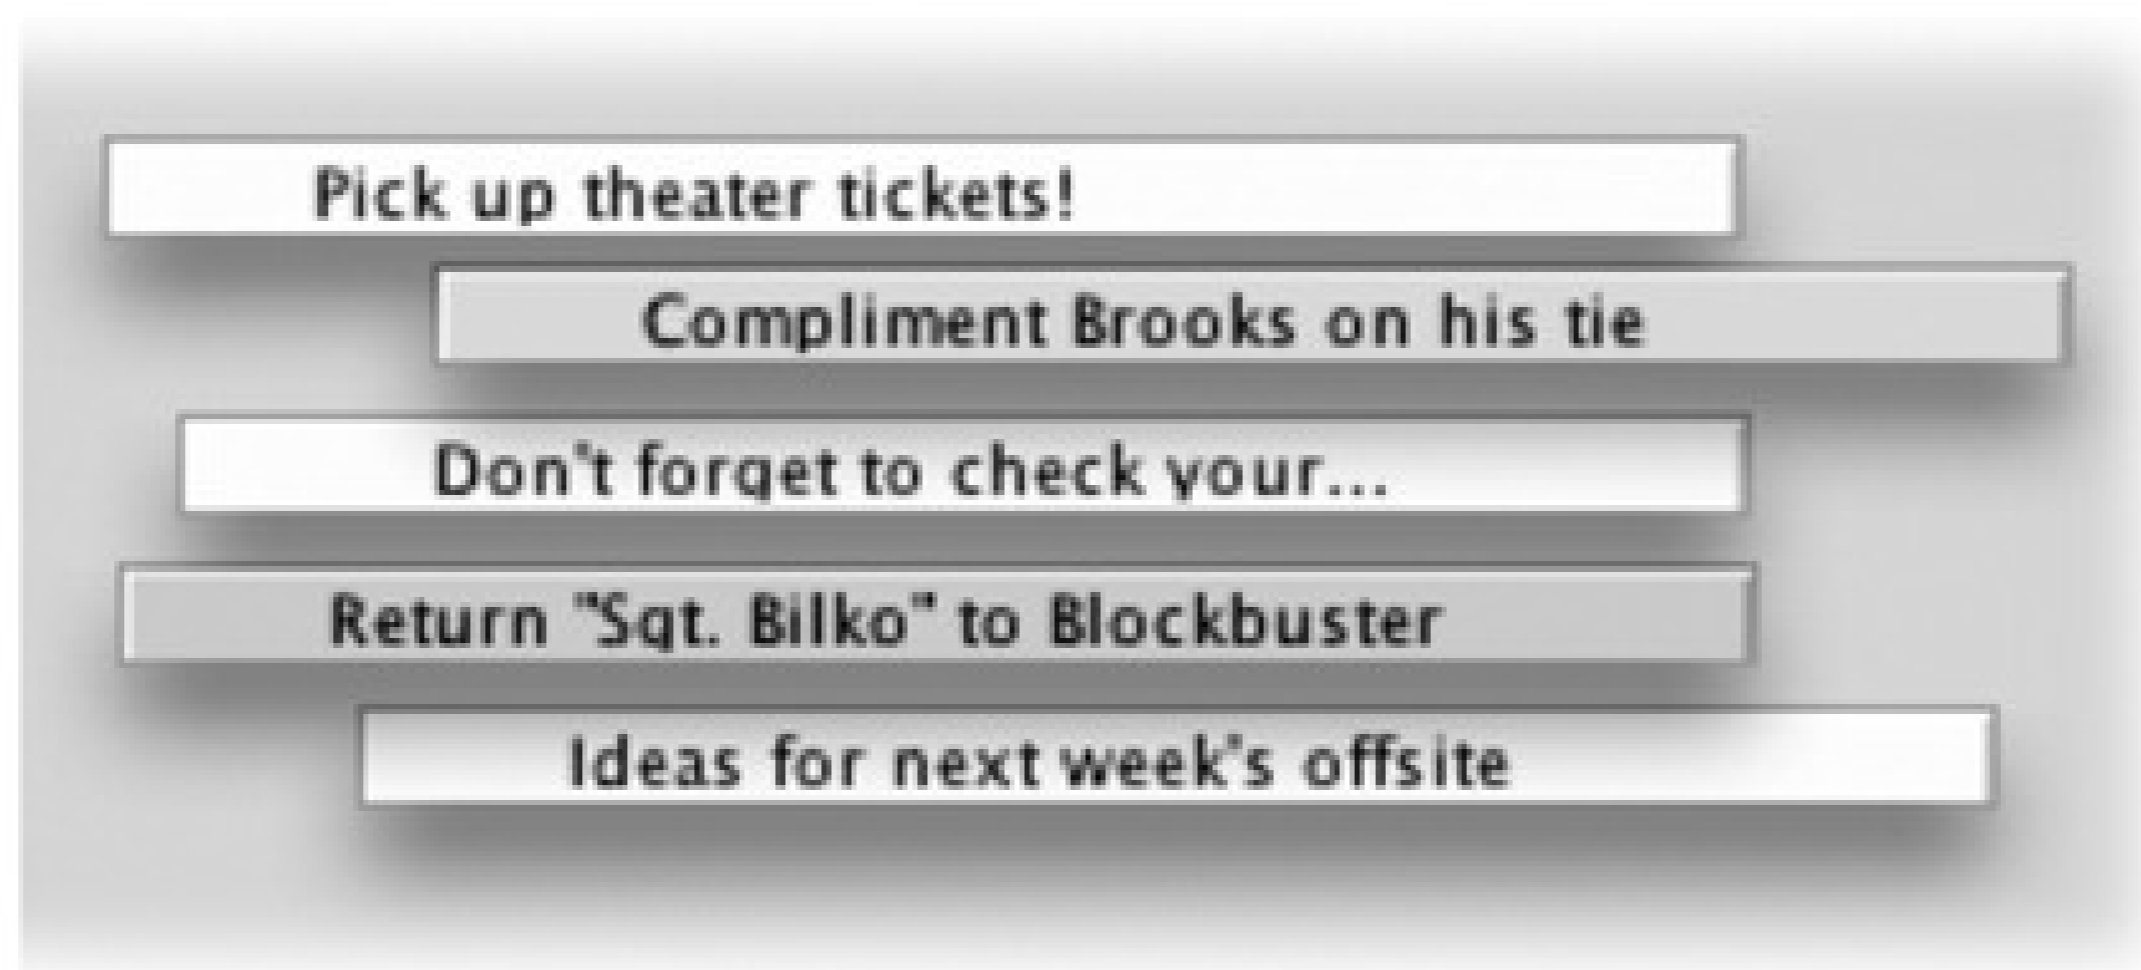 Pick up theater tickets!
Compliment Brooks on his tie
Don't forget to check your...
Return "Sgt. Bilko" to Blockbuster
Ideas for next week's offsite